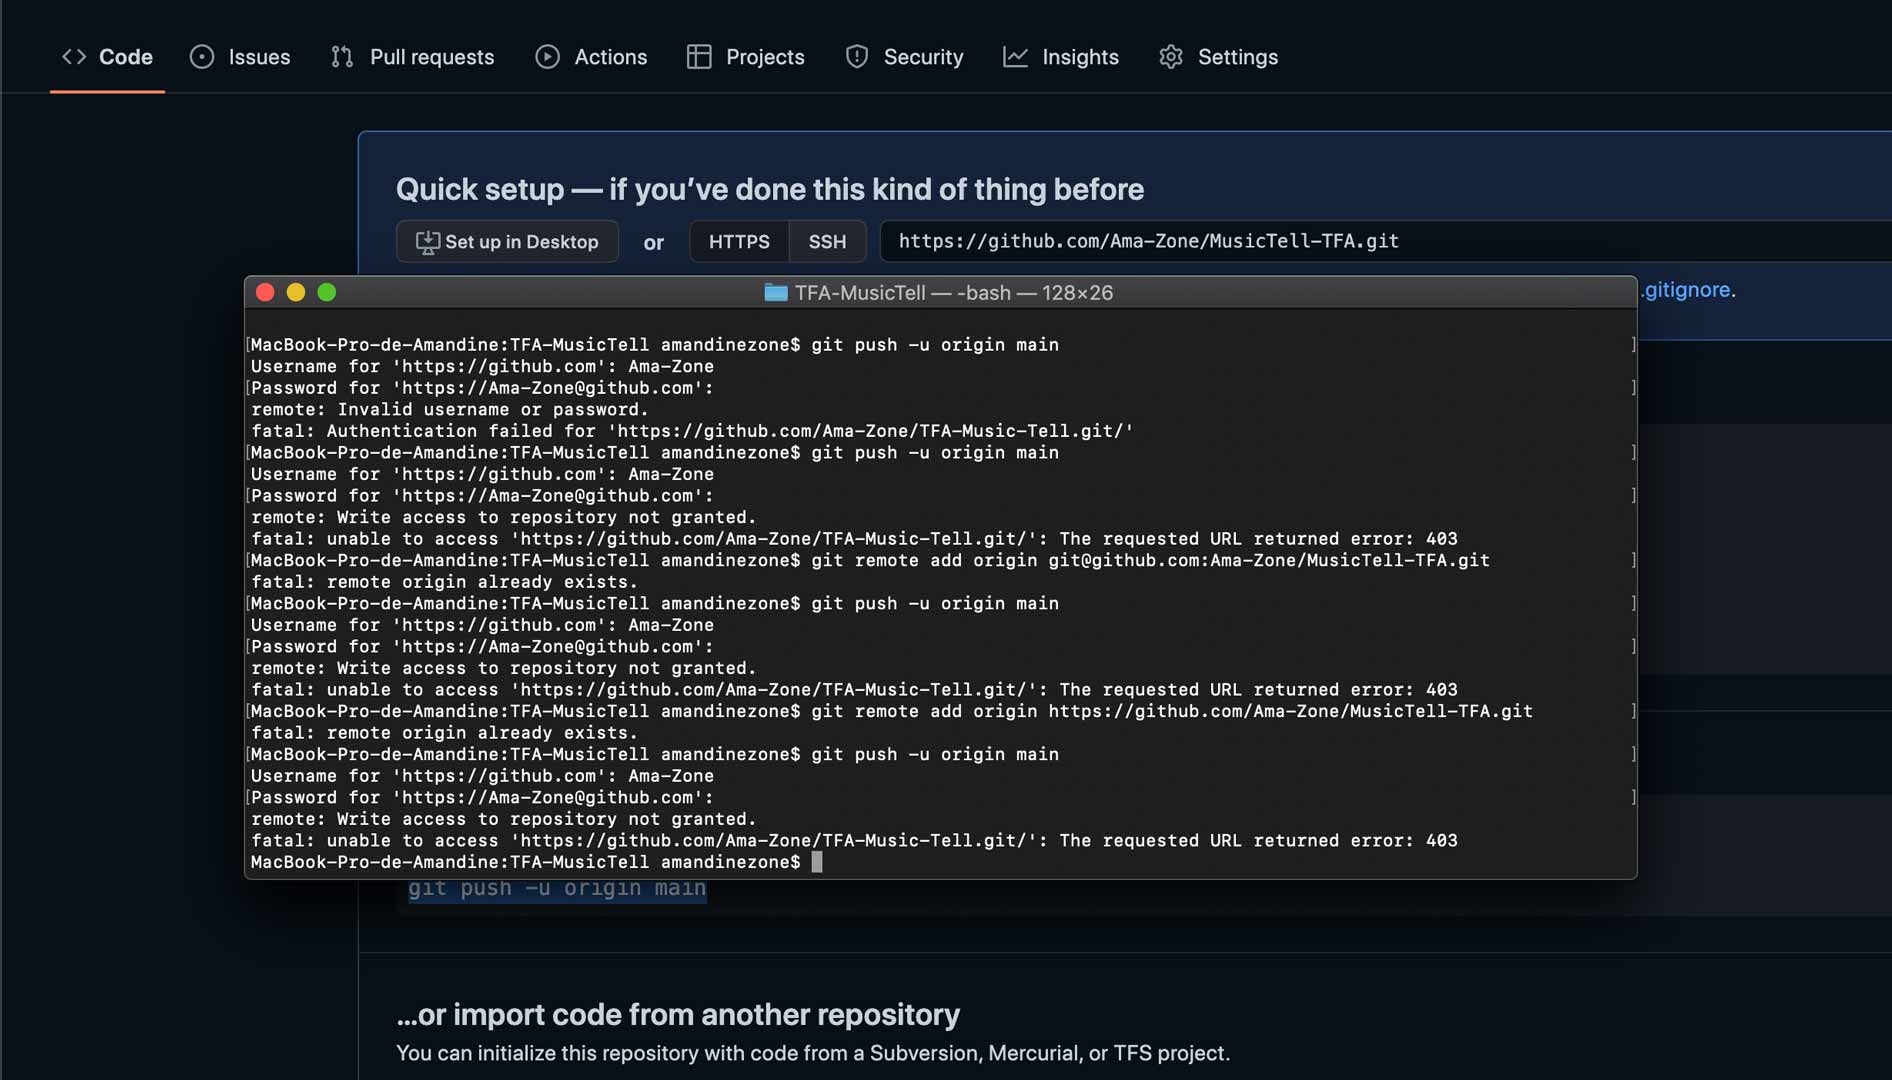 Code Issues Pull requests Actions Projects Security Insights Settings
Quick setup — if you've done this kind of thing before
Set up in Desktop or HTTPS SSH https://github.com/Ama-Zone/MusicTell-TFA.git
.gitignore.
TFA-MusicTell — -bash — 128×26
[MacBook-Pro-de-Amandine:TFA-MusicTell amandinezone$ git push -u origin main ]
Username for 'https://github.com': Ama-Zone
[Password for 'https://Ama-Zone@github.com': ]
remote: Invalid username or password.
fatal: Authentication failed for 'https://github.com/Ama-Zone/TFA-Music-Tell.git/'
[MacBook-Pro-de-Amandine:TFA-MusicTell amandinezone$ git push -u origin main ]
Username for 'https://github.com': Ama-Zone
[Password for 'https://Ama-Zone@github.com': ]
remote: Write access to repository not granted.
fatal: unable to access 'https://github.com/Ama-Zone/TFA-Music-Tell.git/': The requested URL returned error: 403
[MacBook-Pro-de-Amandine:TFA-MusicTell amandinezone$ git remote add origin git@github.com:Ama-Zone/MusicTell-TFA.git ]
fatal: remote origin already exists.
[MacBook-Pro-de-Amandine:TFA-MusicTell amandinezone$ git push -u origin main ]
Username for 'https://github.com': Ama-Zone
[Password for 'https://Ama-Zone@github.com': ]
remote: Write access to repository not granted.
fatal: unable to access 'https://github.com/Ama-Zone/TFA-Music-Tell.git/': The requested URL returned error: 403
[MacBook-Pro-de-Amandine:TFA-MusicTell amandinezone$ git remote add origin https://github.com/Ama-Zone/MusicTell-TFA.git ]
fatal: remote origin already exists.
[MacBook-Pro-de-Amandine:TFA-MusicTell amandinezone$ git push -u origin main ]
Username for 'https://github.com': Ama-Zone
[Password for 'https://Ama-Zone@github.com': ]
remote: Write access to repository not granted.
fatal: unable to access 'https://github.com/Ama-Zone/TFA-Music-Tell.git/': The requested URL returned error: 403
MacBook-Pro-de-Amandine:TFA-MusicTell amandinezone$
git push -u origin main
...or import code from another repository
You can initialize this repository with code from a Subversion, Mercurial, or TFS project.